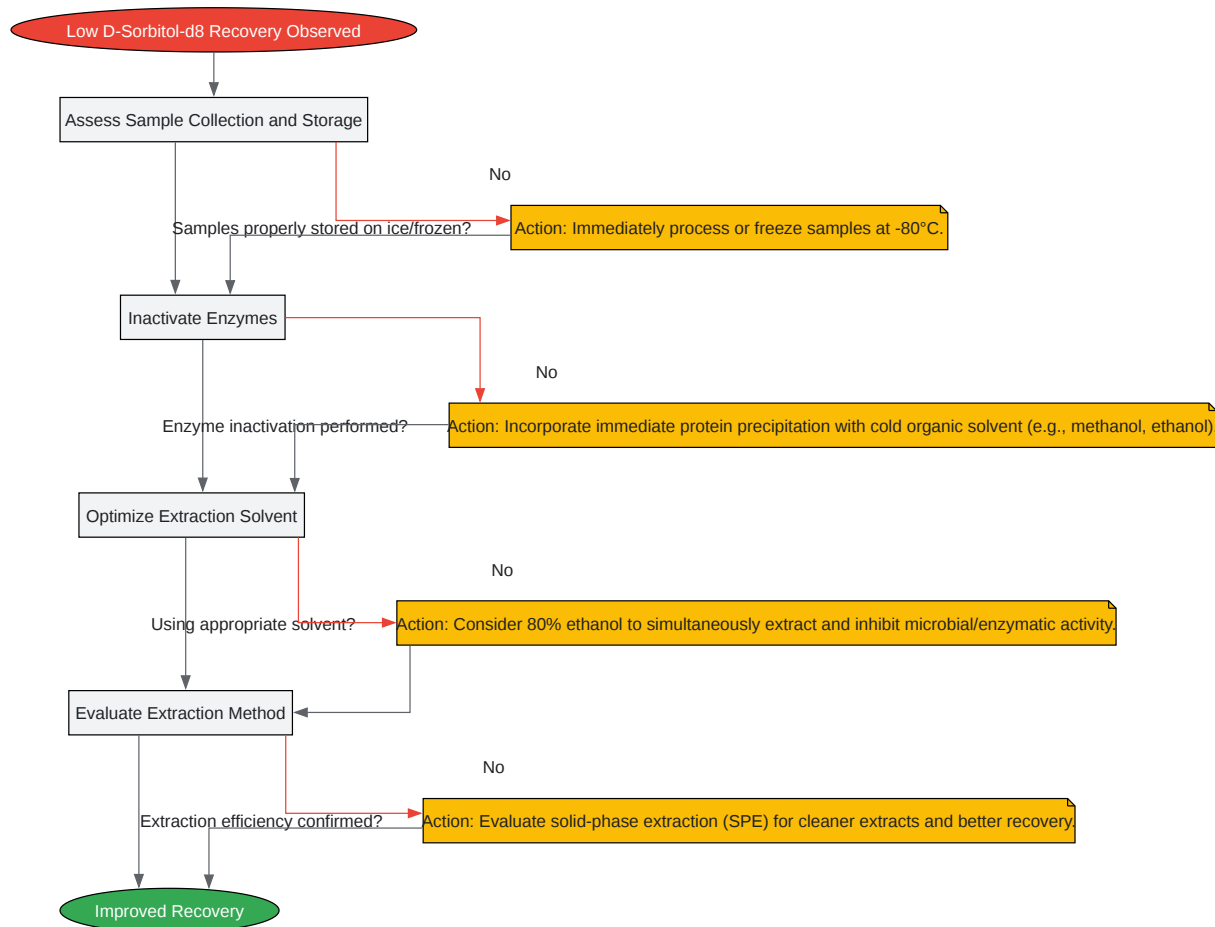 Low D-Sorbitol-d8 Recovery Observed
Assess Sample Collection and Storage
No
Samples properly stored on ice/frozen?
Action: Immediately process or freeze samples at -80°C.
Inactivate Enzymes
No
Enzyme inactivation performed?
Action: Incorporate immediate protein precipitation with cold organic solvent (e.g., methanol, ethanol)
Optimize Extraction Solvent
No
Using appropriate solvent?
Action: Consider 80% ethanol to simultaneously extract and inhibit microbial/enzymatic activity.
Evaluate Extraction Method
No
Extraction efficiency confirmed?
Action: Evaluate solid-phase extraction (SPE) for cleaner extracts and better recovery.
Improved Recovery